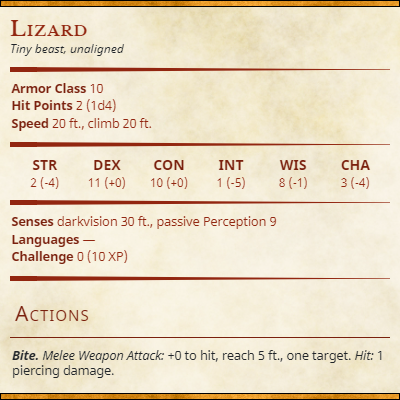 Lizard
Tiny beast, unaligned
Armor Class 10
Hit Points 2 (1d4)
Speed 20 ft., climb 20 ft.
STR DEX CON INT WIS CHA
2 (-4) 11 (+0) 10 (+0) 1 (-5) 8 (-1) 3 (-4)
Senses darkvision 30 ft., passive Perception 9
Languages —
Challenge 0 (10 XP)
Actions
Bite. Melee Weapon Attack: +0 to hit, reach 5 ft., one target. Hit: 1
piercing damage.